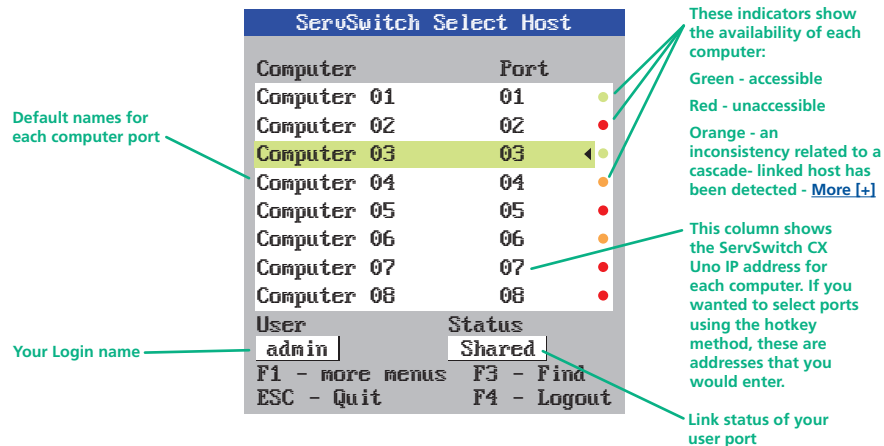 ServSwitch Select Host
Computer Port
Computer 01 01
Computer 02 02
Computer 03 03
Computer 04 04
Computer 05 05
Computer 06 06
Computer 07 07
Computer 08 08
User Status
admin Shared
F1 - more menus F3 - Find
ESC - Quit F4 - Logout
Default names for
each computer port
Your Login name
These indicators show
the availability of each
computer:
Green - accessible
Red - unaccessible
Orange - an
inconsistency related to a
cascade- linked host has
been detected - More [+]
This column shows
the ServSwitch CX
Uno IP address for
each computer. If you
wanted to select ports
using the hotkey
method, these are
addresses that you
would enter.
Link status of your
user port